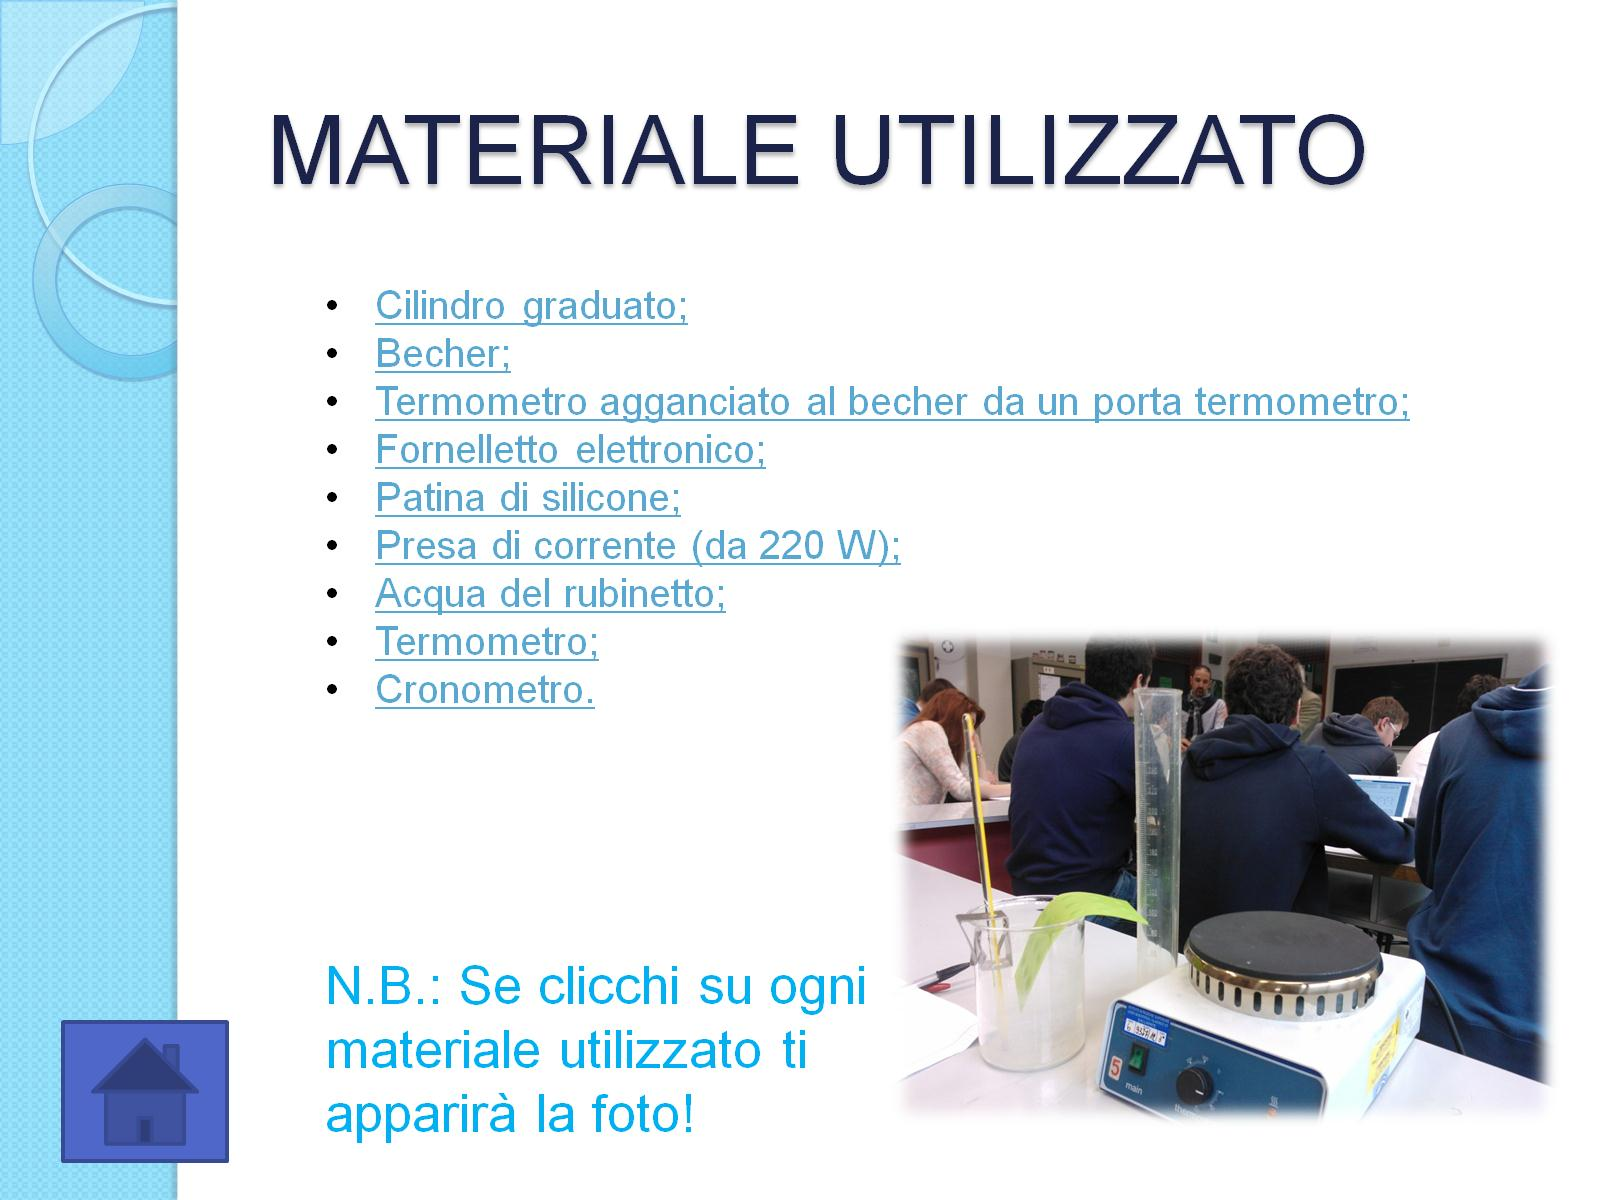 MATERIALE UTILIZZATO
• Cilindro graduato;
• Becher;
• Termometro agganciato al becher da un porta termometro;
• Fornelletto elettronico;
• Patina di silicone;
• Presa di corrente (da 220 W);
• Acqua del rubinetto;
• Termometro;
• Cronometro.
N.B.: Se clicchi su ogni
materiale utilizzato ti
apparirà la foto!
5
main